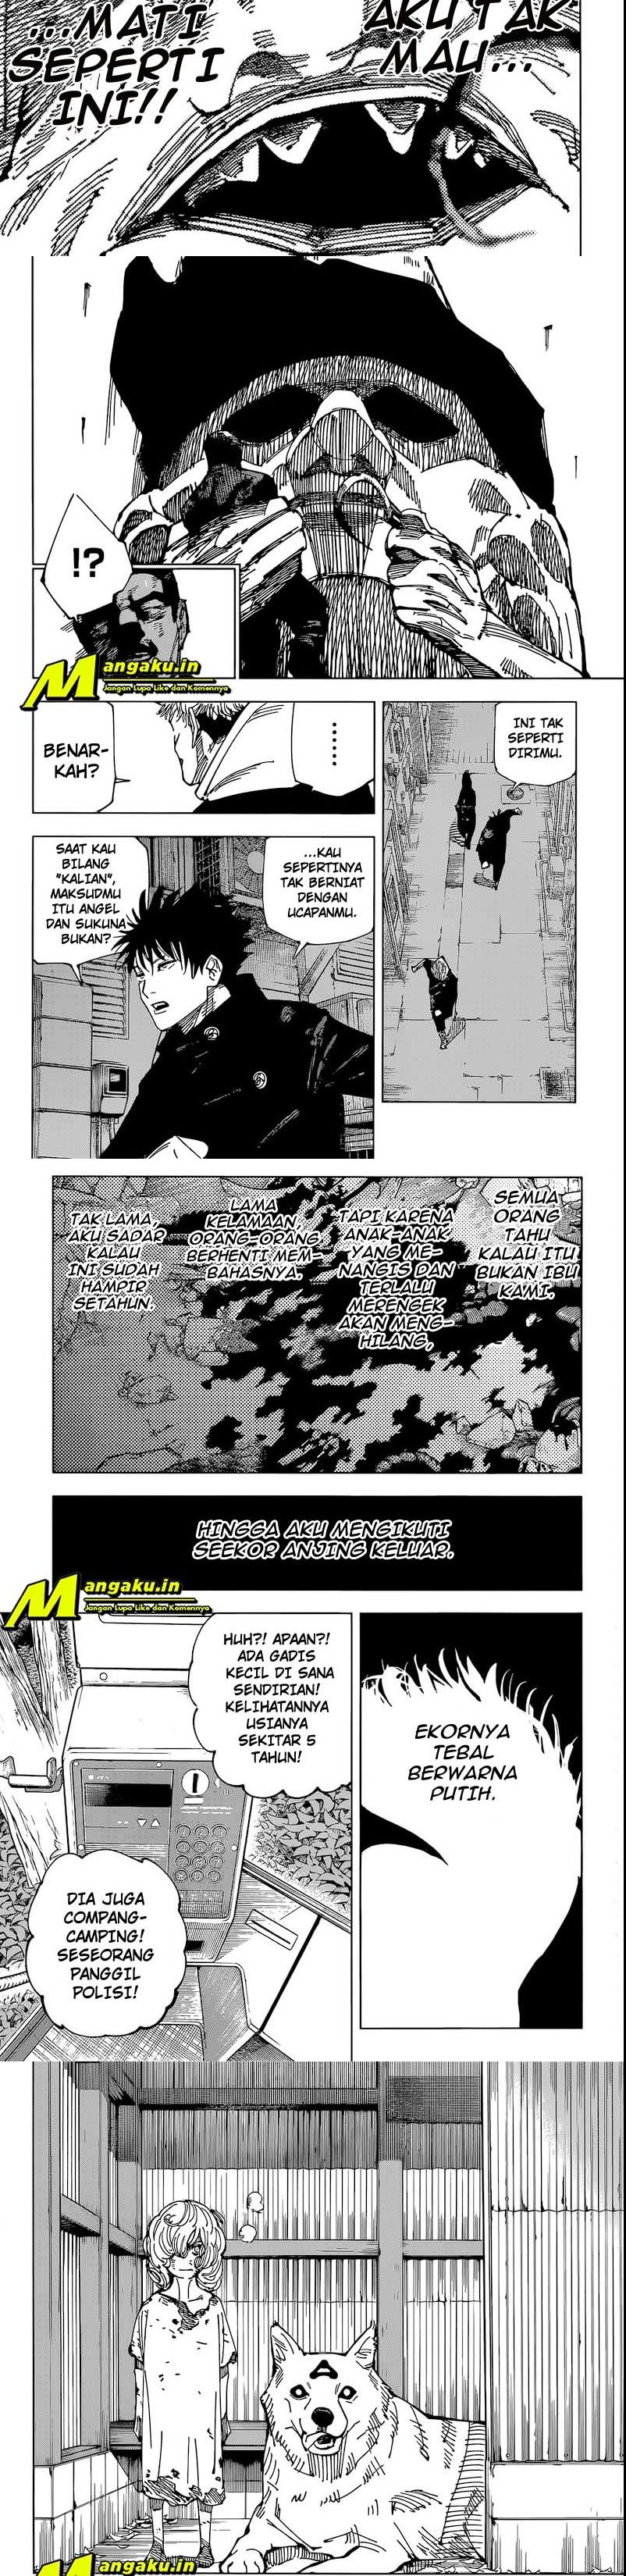 AKU TAK
MAU...
...MATI
SEPERTI
INI!!
!?
Mangaku.in
Jangan Lupa Like dan Komennya
INI TAK
SEPERTI
DIRIMU.
......
BENAR-
KAH?
...KAU
SEPERTINYA
TAK BERNIAT
DENGAN
UCAPANMU.
SAAT KAU
BILANG
"KALIAN",
MAKSUDMU
ITU ANGEL
DAN SUKUNA
BUKAN?
SEMUA
ORANG
TAHU
KALAU ITU
BUKAN IBU
KAMI.
TAPI KARENA
ANAK-ANAK
YANG ME-
NANGIS DAN
TERLALU
MERENGEK
AKAN MENG-
HILANG,
LAMA
KELAMAAN,
ORANG-ORANG
BERHENTI MEM-
BAHASNYA.
TAK LAMA,
AKU SADAR
KALAU
INI SUDAH
HAMPIR
SETAHUN.
HINGGA AKU MENGIKUTI
SEEKOR ANJING KELUAR.
Mangaku.in
Jangan Lupa Like dan Komennya
EKORNYA
TEBAL
BERWARNA
PUTIH.
HUH?! APAAN?!
ADA GADIS
KECIL DI SANA
SENDIRIAN!
KELIHATANNYA
USIANYA
SEKITAR 5
TAHUN!
DIA JUGA
COMPANG-
CAMPING!
SESEORANG
PANGGIL
POLISI!
Mangaku.in